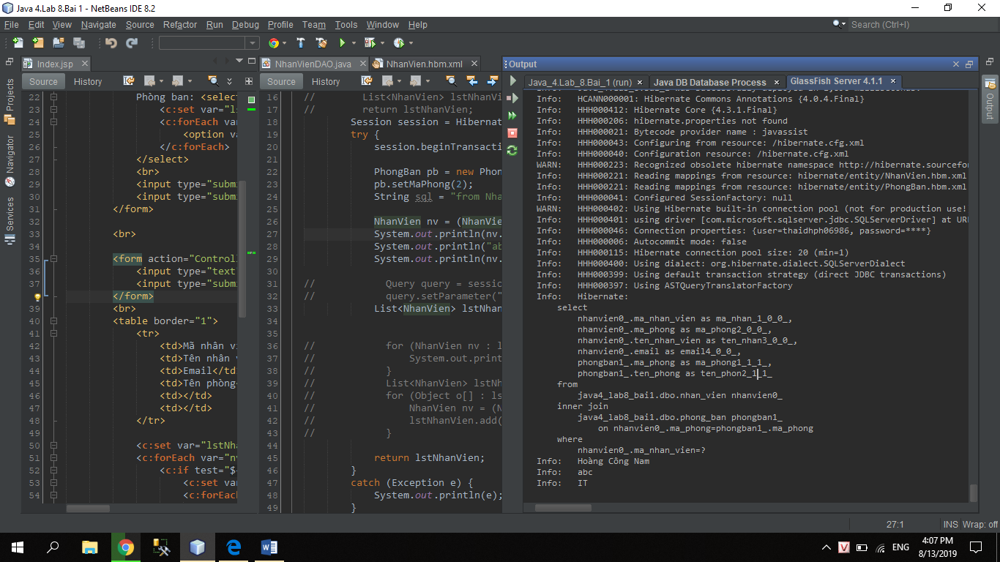 Java 4.Lab 8.Bai 1 - NetBeans IDE 8.2
File Edit View Navigate Source Refactor Run Debug Profile Team Tools Window Help
Search (Ctrl+I)
Projects
Navigator
Services
Index.jsp
Source History
22 Phòng ban: <select
23 <c:set var="ls
24 <c:forEach var
25 <option va
26 </c:forEach>
27 </select>
28 <br>
29 <input type="submi
30 <input type="submi
31 </form>
32
33 <br>
34
35 <form action="Controll
36 <input type="text"
37 <input type="submi
38 </form>
39 <br>
40 <table border="1">
41 <tr>
42 <td>Mã nhân vi
43 <td>Tên nhân v
44 <td>Email</td>
45 <td>Tên phòng<
46 <td></td>
47 <td></td>
48 </tr>
49
50 <c:set var="lstNha
51 <c:forEach var="nv
52 <c:if test="${
53 <c:set var
54 <c:forEach
NhanVienDAO.java NhanVien.hbm.xml
Source History
16 // List<NhanVien> lstNhanVi
17 // return lstNhanVien;
18 Session session = Hibernat
19 try {
20 session.beginTransacti
21
22 PhongBan pb = new Phon
23 pb.setMaPhong(2);
24 String sql = "from Nha
25
26 NhanVien nv = (NhanVie
27 System.out.println(nv.
28 System.out.println("ab
29 System.out.println(nv.
30
31 // Query query = sessio
32 // query.setParameter("
33 List<NhanVien> lstNhan
34
35
36 // for (NhanVien nv : l
37 // System.out.print
38 // }
39 // List<NhanVien> lstNh
40 // for (Object o[] : ls
41 // NhanVien nv = (N
42 // lstNhanVien.add(
43 // }
44
45 return lstNhanVien;
46 }
47 catch (Exception e) {
48 System.out.println(e);
49 }
Output
Java_4.Lab_8.Bai_1 (run) Java DB Database Process GlassFish Server 4.1.1
Info: HCANN000001: Hibernate Commons Annotations {4.0.4.Final}
Info: HHH000412: Hibernate Core {4.3.1.Final}
Info: HHH000206: hibernate.properties not found
Info: HHH000021: Bytecode provider name : javassist
Info: HHH000043: Configuring from resource: /hibernate.cfg.xml
Info: HHH000040: Configuration resource: /hibernate.cfg.xml
WARN: HHH000223: Recognized obsolete hibernate namespace http://hibernate.sourcefor
Info: HHH000221: Reading mappings from resource: hibernate/entity/NhanVien.hbm.xml
Info: HHH000221: Reading mappings from resource: hibernate/entity/PhongBan.hbm.xml
Info: HHH000041: Configured SessionFactory: null
WARN: HHH000402: Using Hibernate built-in connection pool (not for production use!
Info: HHH000401: using driver [com.microsoft.sqlserver.jdbc.SQLServerDriver] at URL
Info: HHH000046: Connection properties: {user=thaidhph06986, password=****}
Info: HHH000006: Autocommit mode: false
Info: HHH000115: Hibernate connection pool size: 20 (min=1)
Info: HHH000400: Using dialect: org.hibernate.dialect.SQLServerDialect
Info: HHH000399: Using default transaction strategy (direct JDBC transactions)
Info: HHH000397: Using ASTQueryTranslatorFactory
Info: Hibernate:
select
nhanvien0_.ma_nhan_vien as ma_nhan_1_0_0_,
nhanvien0_.ma_phong as ma_phong2_0_0_,
nhanvien0_.ten_nhan_vien as ten_nhan3_0_0_,
nhanvien0_.email as email4_0_0_,
phongban1_.ma_phong as ma_phong1_1_1_,
phongban1_.ten_phong as ten_phon2_1_1_
from
java4_lab8_bai1.dbo.nhan_vien nhanvien0_
inner join
java4_lab8_bai1.dbo.phong_ban phongban1_
on nhanvien0_.ma_phong=phongban1_.ma_phong
where
nhanvien0_.ma_nhan_vien=?
Info: Hoàng Công Nam
Info: abc
Info: IT
Output
27:1 INS Wrap: off
ENG
4:07 PM
8/13/2019